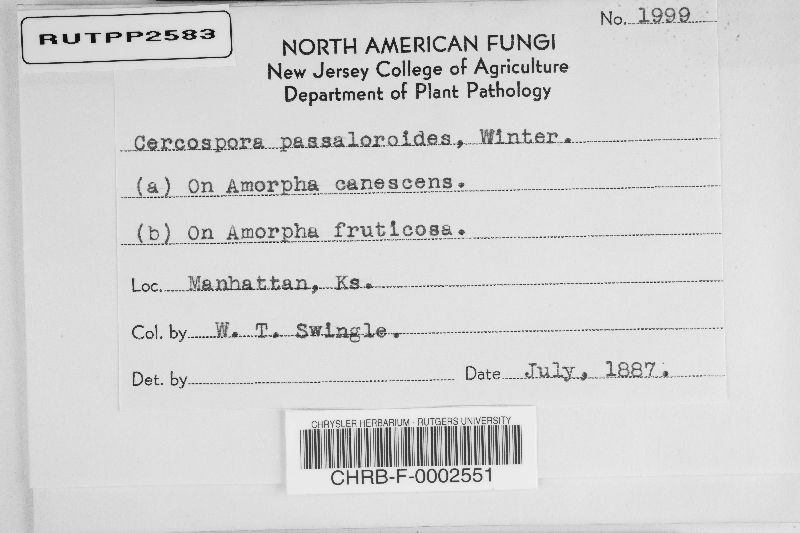 No. 1999
RUTPP2583
NORTH AMERICAN FUNGI
New Jersey College of Agriculture
Department of Plant Pathology
Cercospora passaloroides, Winter.
(a) On Amorpha canescens.
(b) On Amorpha fruticosa.
Loc. Manhattan, Ks.
Col. by W. T. Swingle.
Det. by Date July, 1887.
CHRYSLER HERBARIUM - RUTGERS UNIVERSITY
CHRB-F-0002551